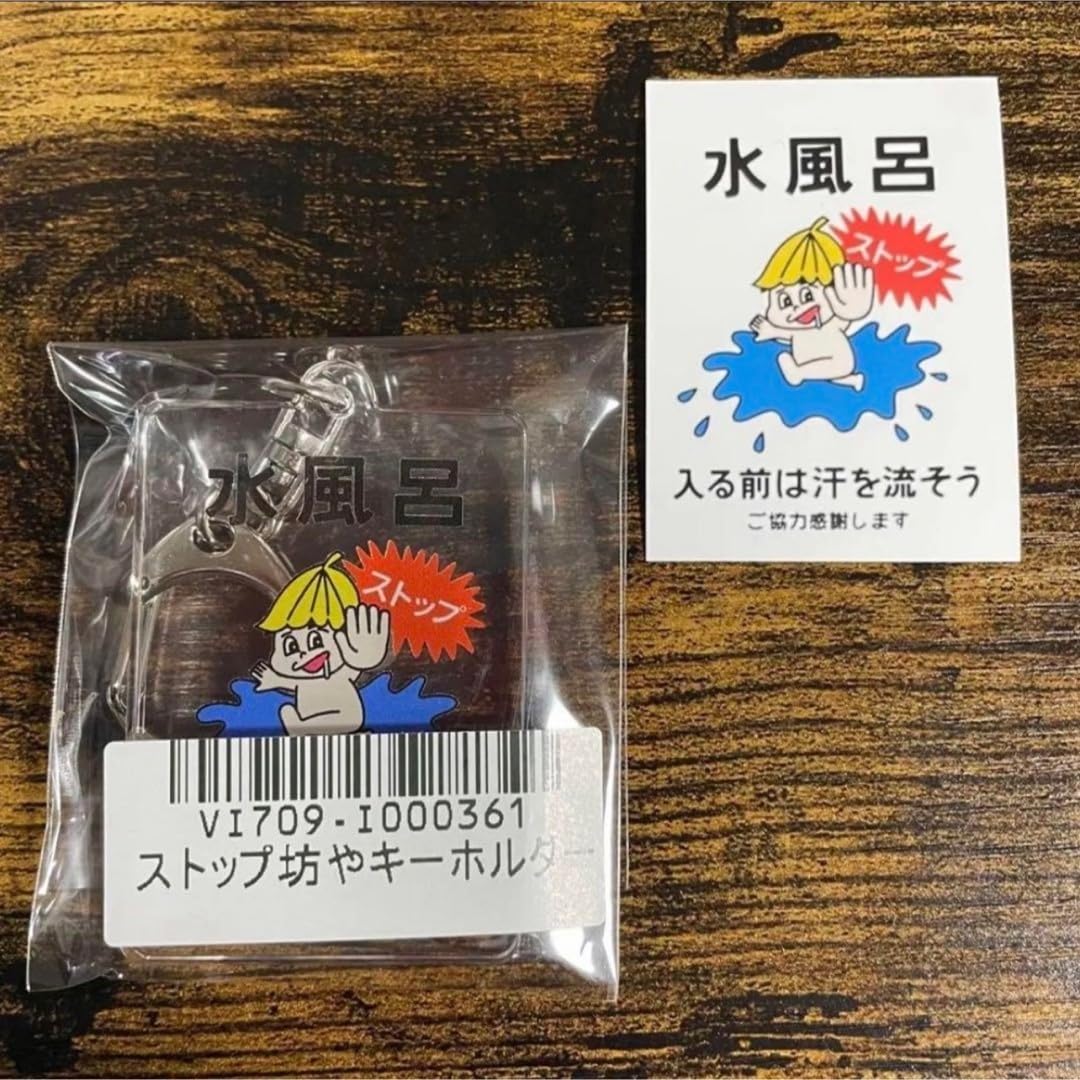 水風呂
ストップ
入る前は汗を流そう
ご協力感謝します
水風呂
ストップ
VI709-I000361
ストップ坊やキーホルダー